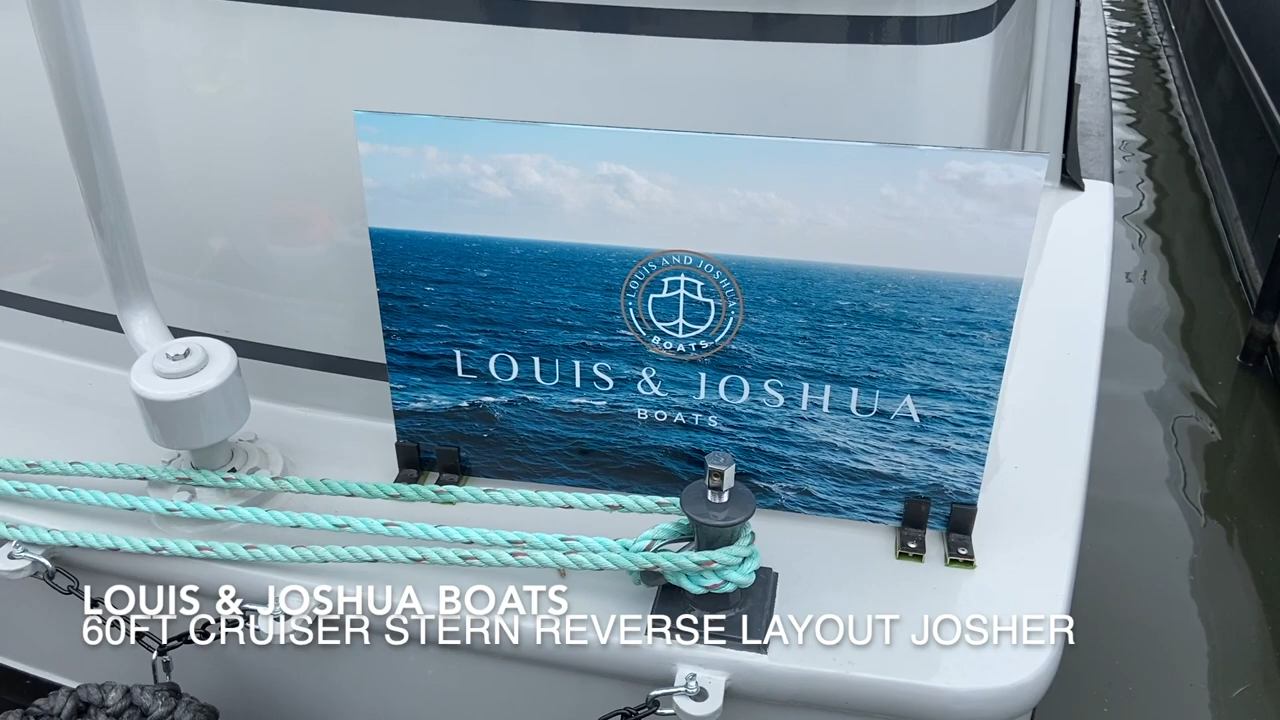 LOUIS AND JOSHUA
BOATS
LOUIS & JOSHUA
BOATS
LOUIS & JOSHUA BOATS
60FT CRUISER STERN REVERSE LAYOUT JOSHER